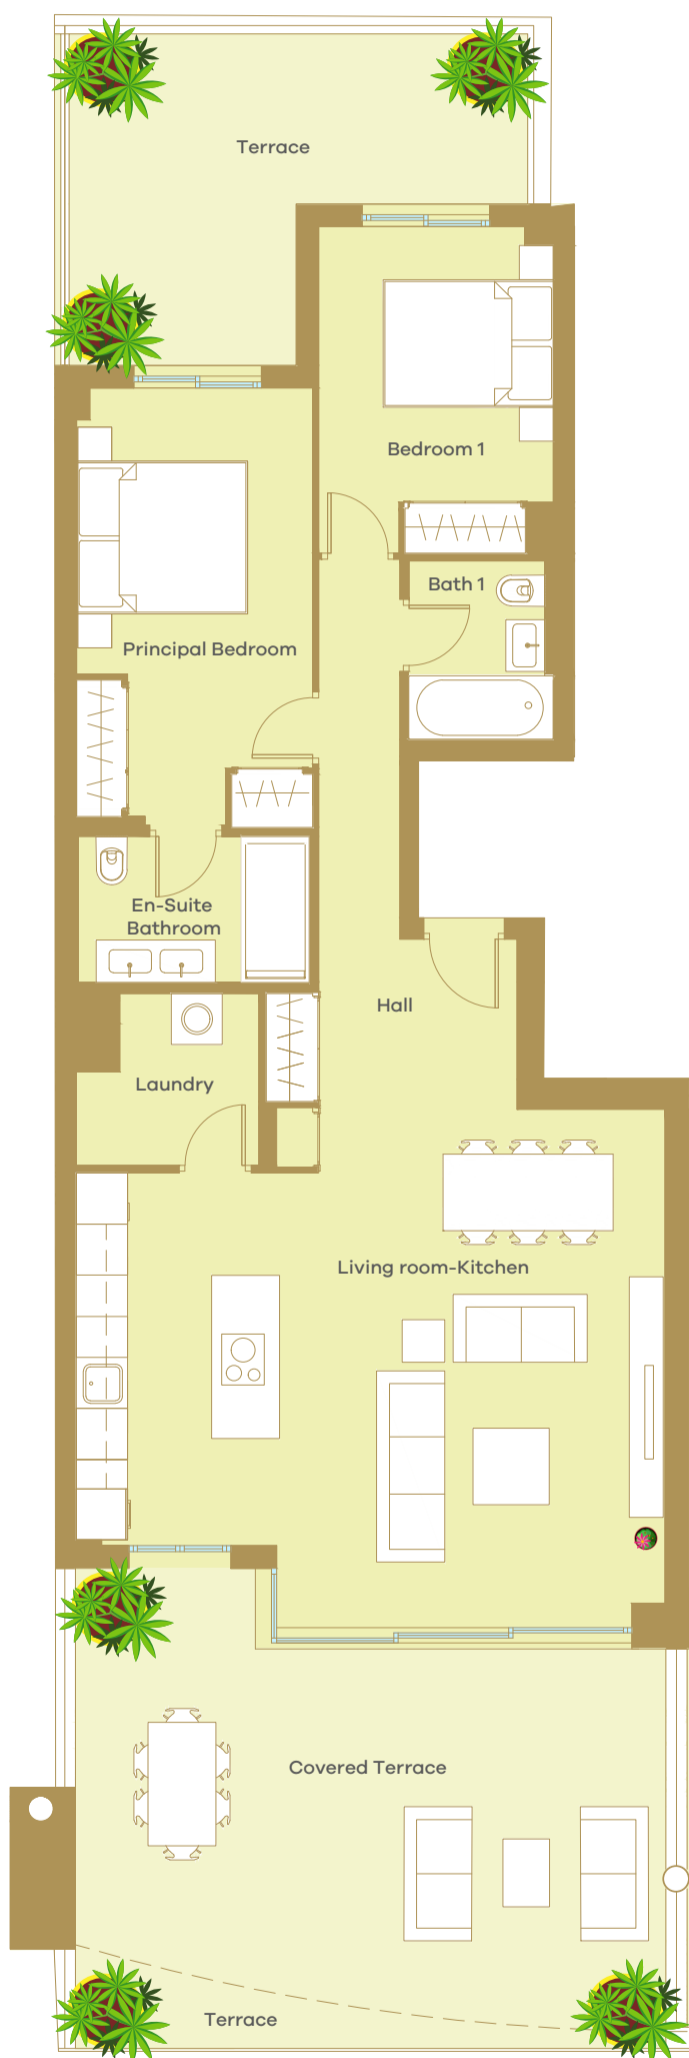 Terrace
Bedroom 1
Bath 1
Principal Bedroom
En-Suite
Bathroom
Hall
Laundry
Living room-Kitchen
Covered Terrace
Terrace